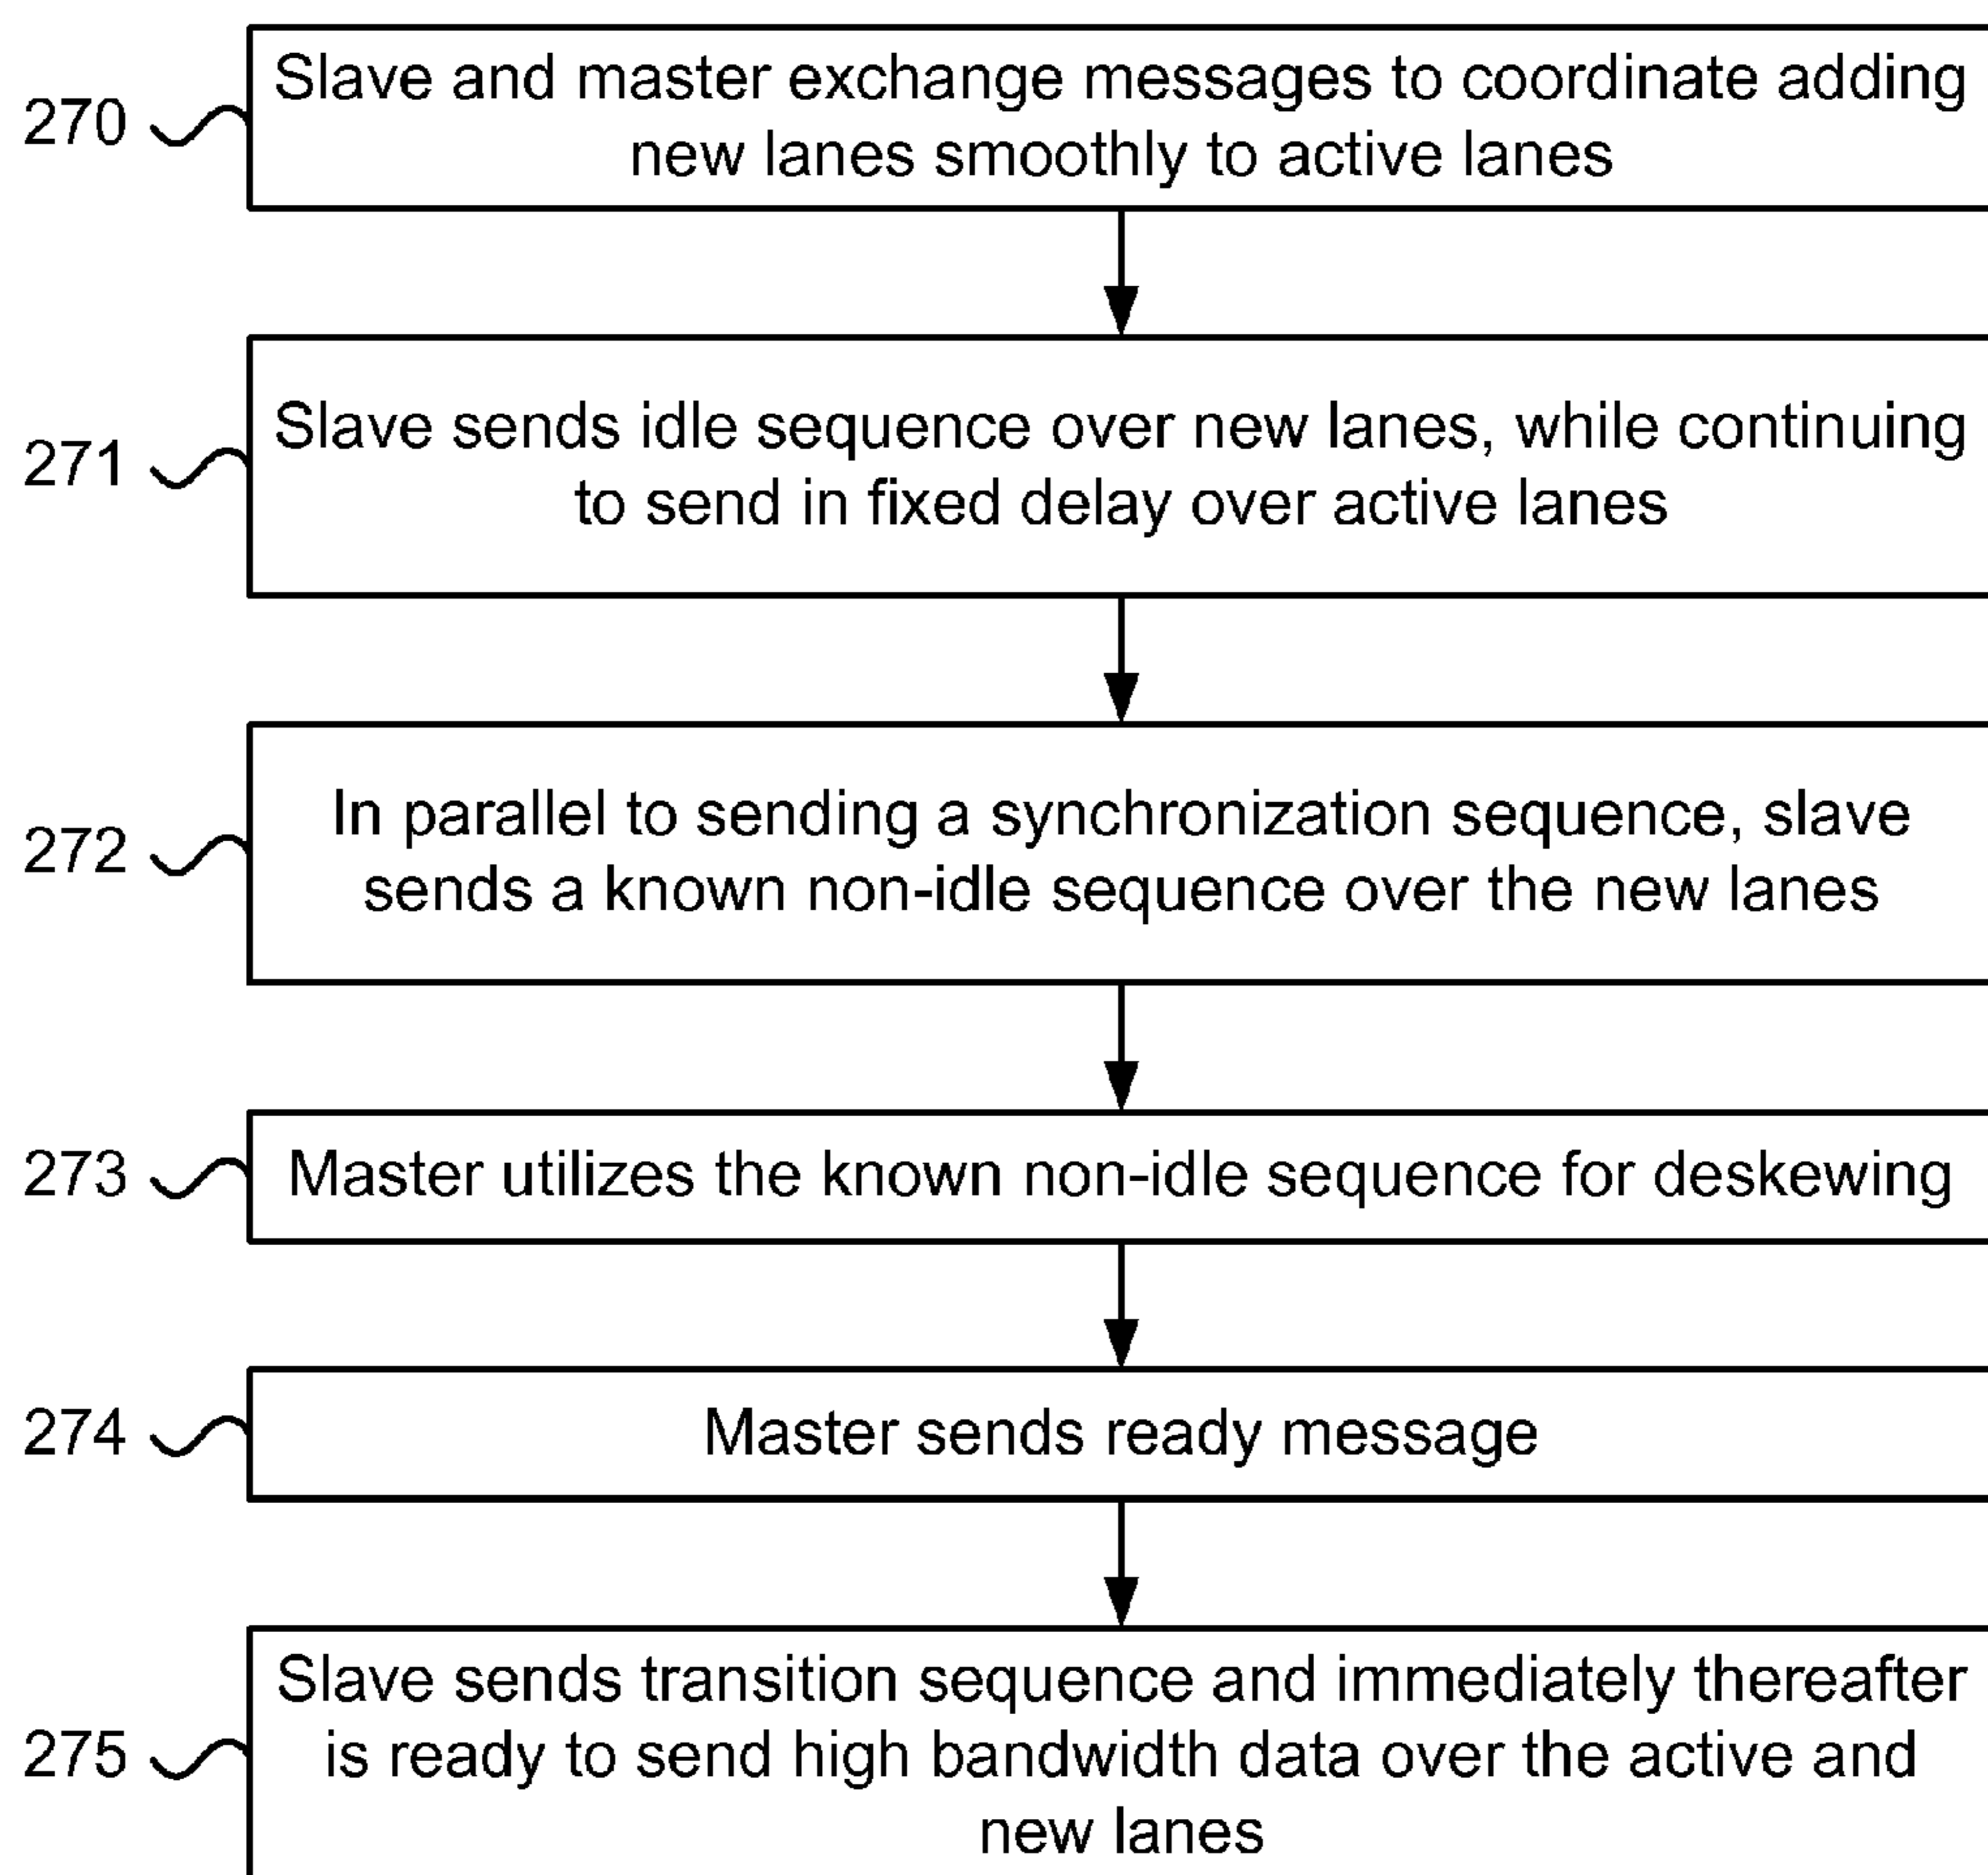 270
Slave and master exchange messages to coordinate adding
new lanes smoothly to active lanes
271
Slave sends idle sequence over new lanes, while continuing
to send in fixed delay over active lanes
272
In parallel to sending a synchronization sequence, slave
sends a known non-idle sequence over the new lanes
273
Master utilizes the known non-idle sequence for deskewing
274
Master sends ready message
275
Slave sends transition sequence and immediately thereafter
is ready to send high bandwidth data over the active and
new lanes